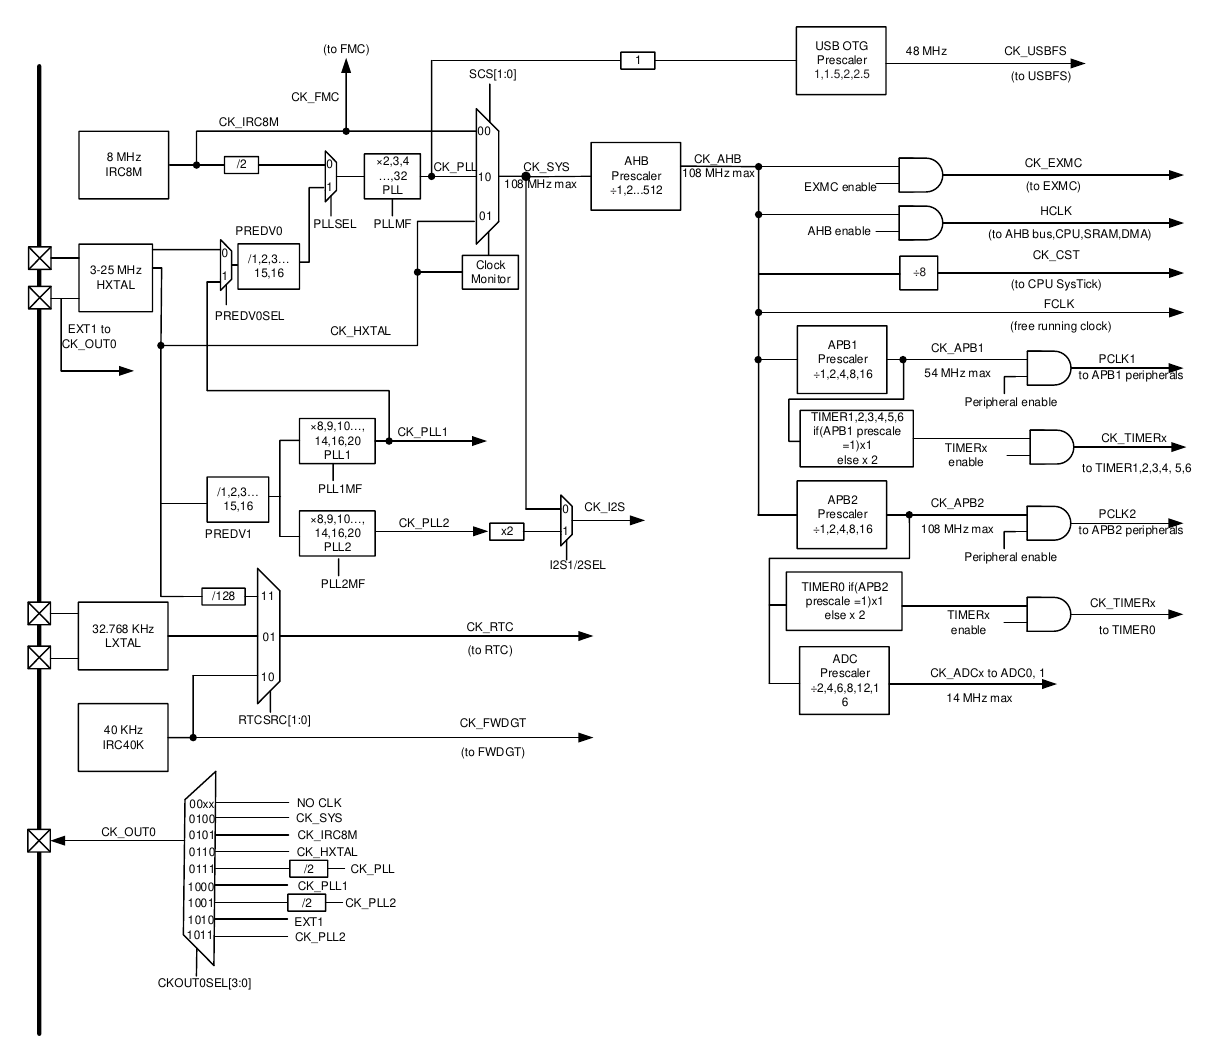 (to FMC)
CK_FMC
SCS[1:0]
1
USB OTG
Prescaler
1,1.5,2,2.5
48 MHz
CK_USBFS
(to USBFS)
8 MHz
IRC8M
CK_IRC8M
/2
0
1
PLLSEL
×2,3,4
…,32
PLL
PLLMF
CK_PLL
00
10
01
CK_SYS
108 MHz max
AHB
Prescaler
÷1,2...512
CK_AHB
108 MHz max
EXMC enable
CK_EXMC
(to EXMC)
AHB enable
HCLK
(to AHB bus,CPU,SRAM,DMA)
÷8
CK_CST
(to CPU SysTick)
FCLK
(free running clock)
3-25 MHz
HXTAL
0
1
PREDV0
/1,2,3…
15,16
PREDV0SEL
Clock
Monitor
EXT1 to
CK_OUT0
CK_HXTAL
APB1
Prescaler
÷1,2,4,8,16
CK_APB1
54 MHz max
Peripheral enable
PCLK1
to APB1 peripherals
TIMER1,2,3,4,5,6
if(APB1 prescale
=1)x1
else x 2
TIMERx
enable
CK_TIMERx
to TIMER1,2,3,4, 5,6
×8,9,10…,
14,16,20
PLL1
CK_PLL1
PLL1MF
/1,2,3…
15,16
PREDV1
×8,9,10…,
14,16,20
PLL2
CK_PLL2
PLL2MF
x2
0
1
CK_I2S
I2S1/2SEL
APB2
Prescaler
÷1,2,4,8,16
CK_APB2
108 MHz max
Peripheral enable
PCLK2
to APB2 peripherals
TIMER0 if(APB2
prescale =1)x1
else x 2
TIMERx
enable
CK_TIMERx
to TIMER0
ADC
Prescaler
÷2,4,6,8,12,1
6
CK_ADCx to ADC0, 1
14 MHz max
/128
11
01
10
32.768 KHz
LXTAL
CK_RTC
(to RTC)
RTCSRC[1:0]
40 KHz
IRC40K
CK_FWDGT
(to FWDGT)
CK_OUT0
00xx
NO CLK
0100
CK_SYS
0101
CK_IRC8M
0110
CK_HXTAL
0111
/2
CK_PLL
1000
CK_PLL1
1001
/2
CK_PLL2
1010
EXT1
1011
CK_PLL2
CKOUT0SEL[3:0]